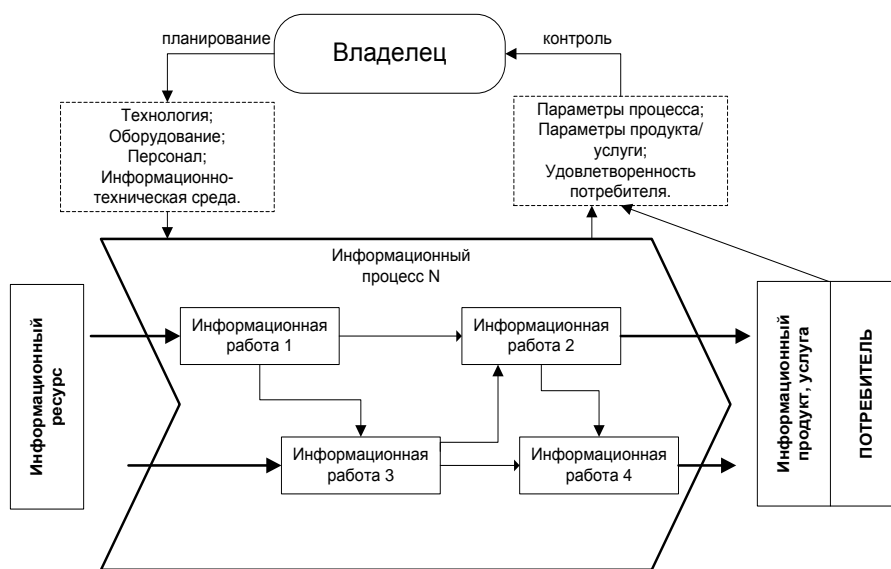 планирование
Владелец
контроль
Технология;
Оборудование;
Персонал;
Информационно-
техническая среда.
Параметры процесса;
Параметры продукта/
услуги;
Удовлетворенность
потребителя.
Информационный
процесс N
Информационный
ресурс
Информационная
работа 1
Информационная
работа 2
Информационная
работа 3
Информационная
работа 4
Информационный
продукт, услуга
ПОТРЕБИТЕЛЬ